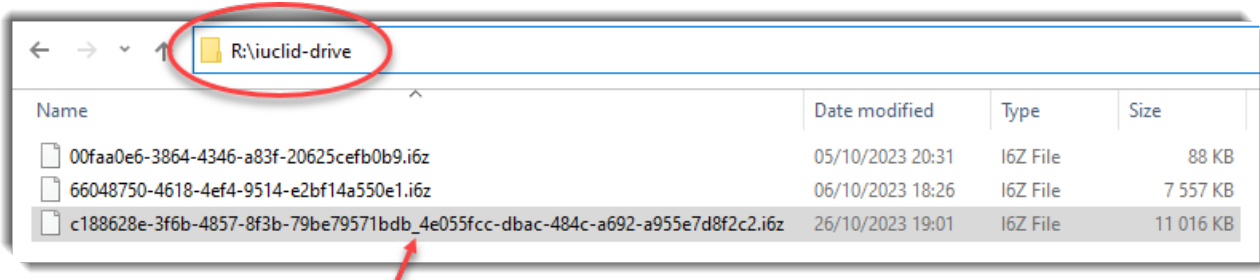 R:\iuclid-drive
Name Date modified Type Size
00faa0e6-3864-4346-a83f-20625cefb0b9.i6z 05/10/2023 20:31 I6Z File 88 KB
66048750-4618-4ef4-9514-e2bf14a550e1.i6z 06/10/2023 18:26 I6Z File 7 557 KB
c188628e-3f6b-4857-8f3b-79be79571bdb_4e055fcc-dbac-484c-a692-a955e7d8f2c2.i6z 26/10/2023 19:01 I6Z File 11 016 KB